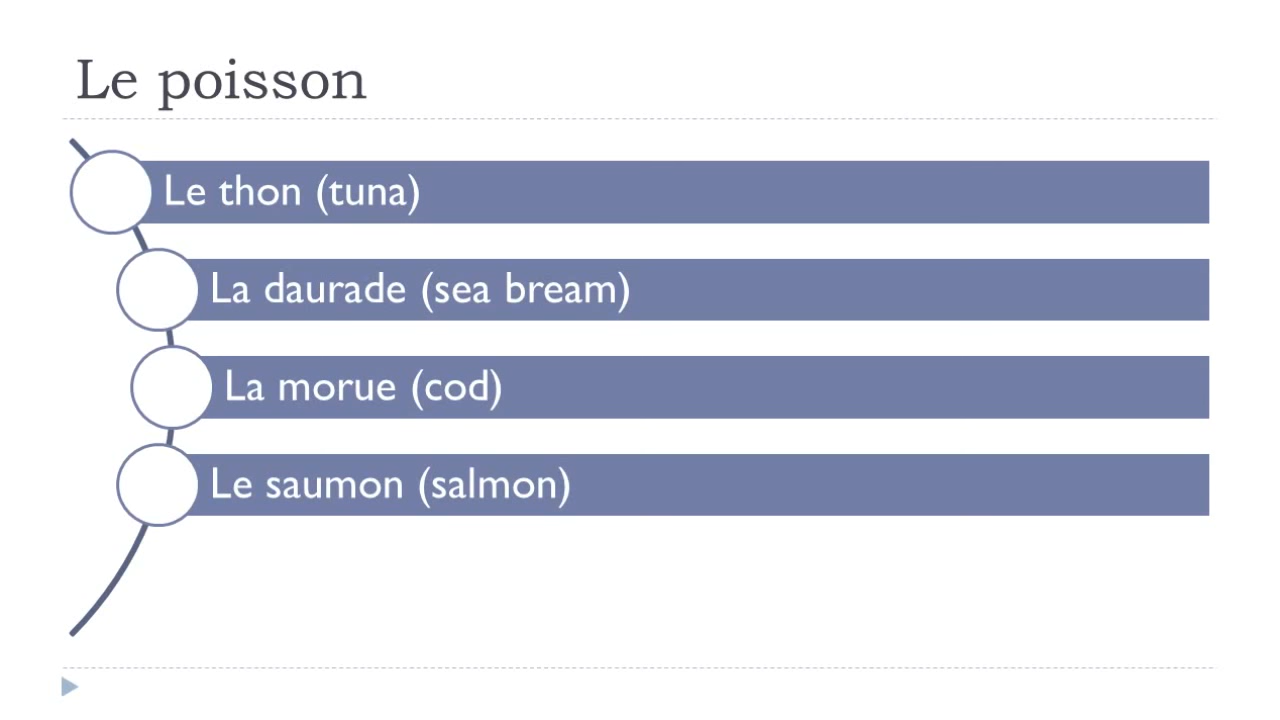 Le poisson
Le thon (tuna)
La daurade (sea bream)
La morue (cod)
Le saumon (salmon)